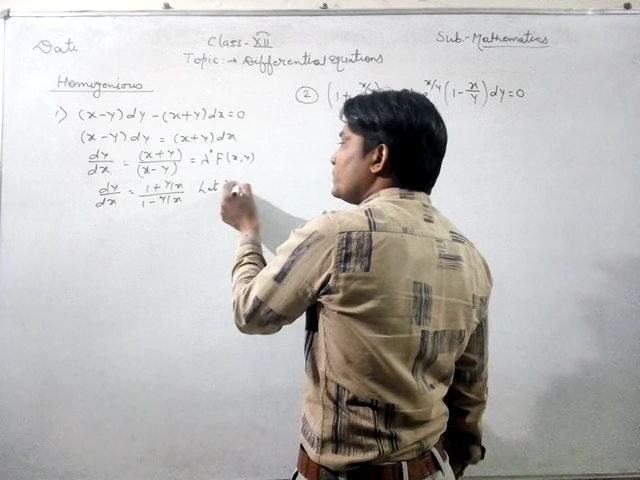 Date
Class-XII
Sub.-Mathematics
Topic:→ Differential equations
Homogenious
1) (x-y)dy -(x+y)dx=0
(x-y)dy = (x+y)dx
dy/dx = (x+y)/(x-y) = λ°F(x,y)
dy/dx = 1+y/x / 1-y/x Let
2 (1+e^x/y) e^x/y (1-x/y)dy=0